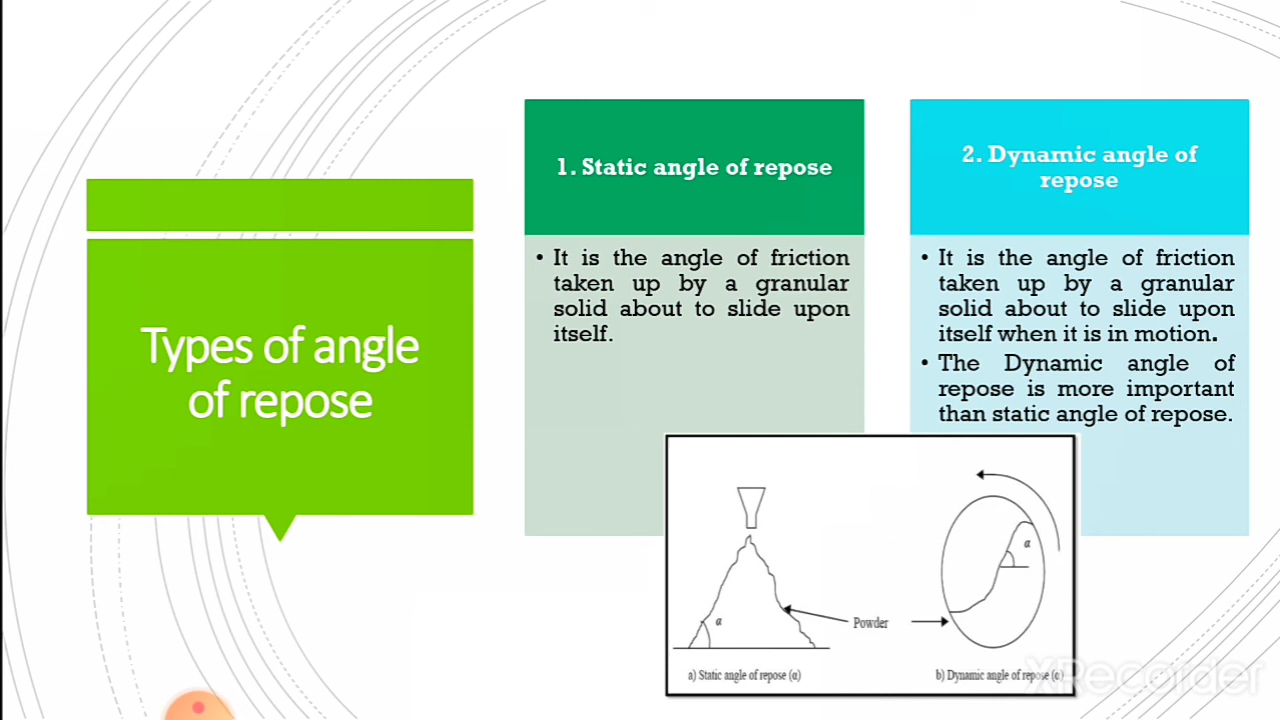 Types of angle
of repose
1. Static angle of repose
• It is the angle of friction
taken up by a granular
solid about to slide upon
itself.
2. Dynamic angle of
repose
• It is the angle of friction
taken up by a granular
solid about to slide upon
itself when it is in motion.
• The Dynamic angle of
repose is more important
than static angle of repose.
α
α
Powder
a) Static angle of repose (α)
b) Dynamic angle of repose (α)
XRecorder